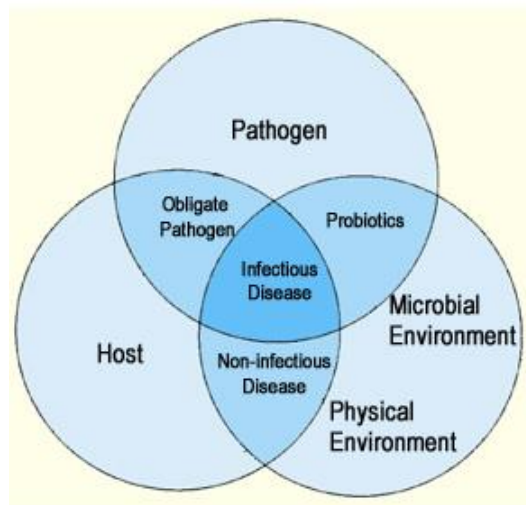 Pathogen
Obligate
Pathogen
Probiotics
Infectious
Disease
Microbial
Environment
Host
Non-infectious
Disease
Physical
Environment